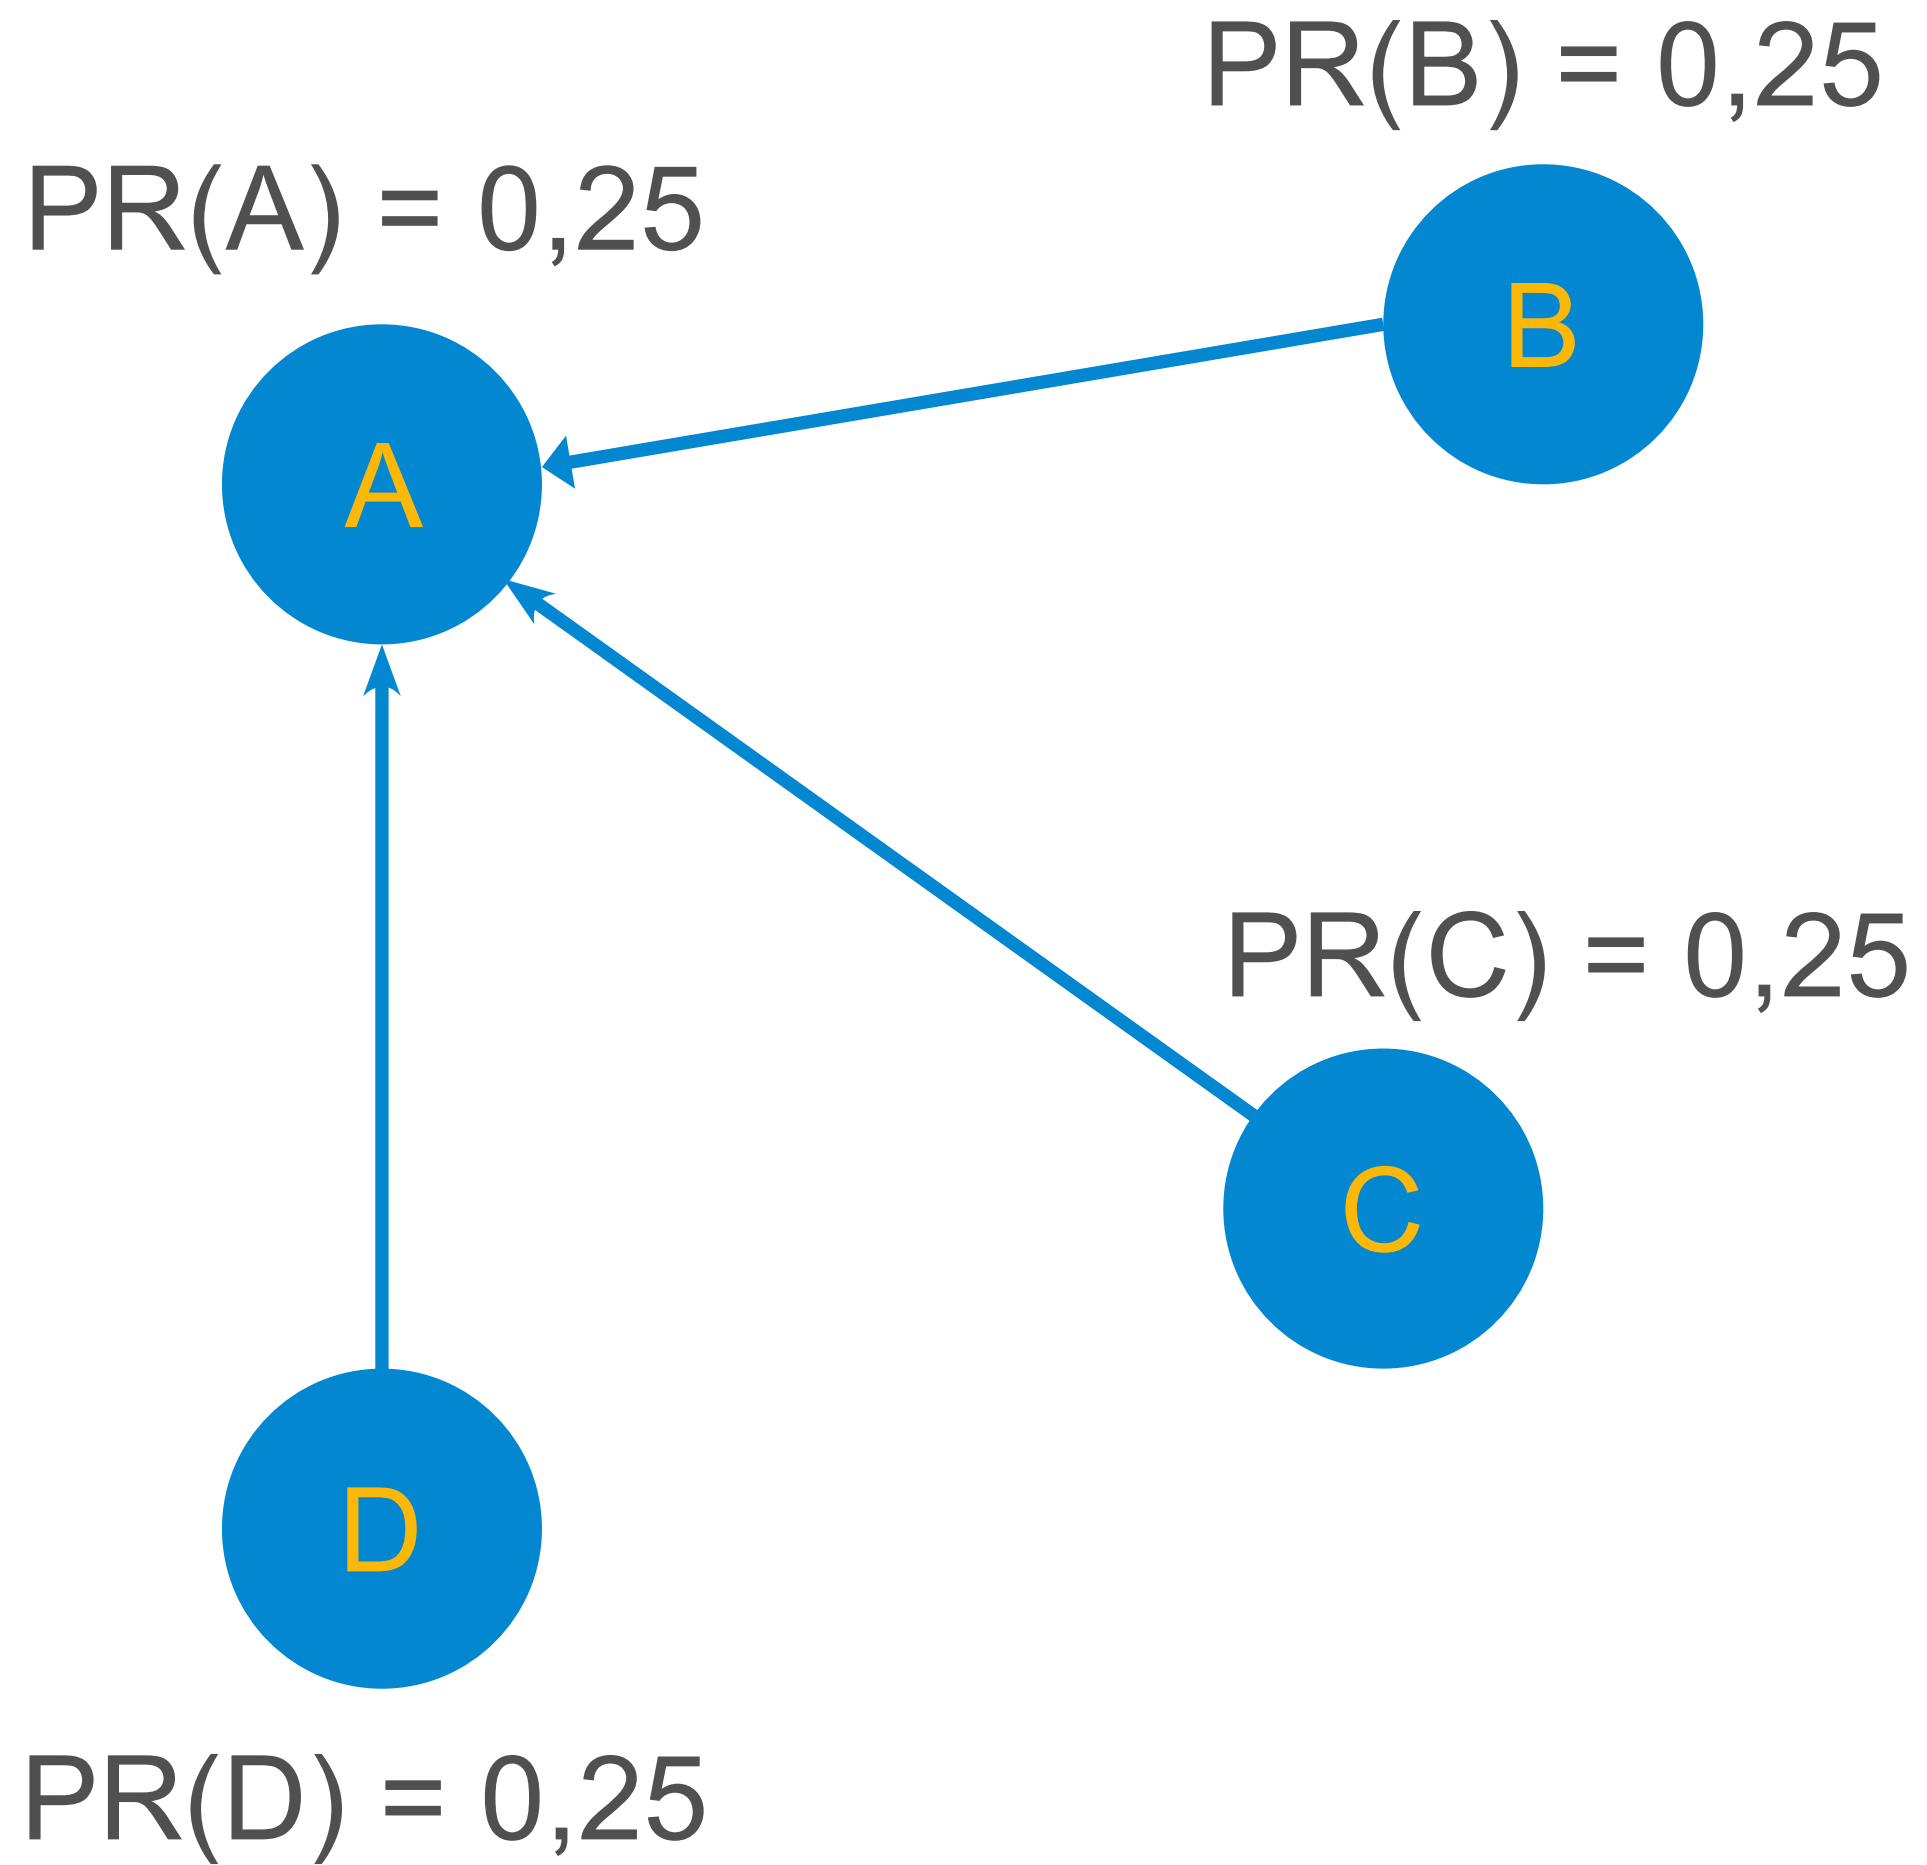 PR(B) = 0,25
PR(A) = 0,25
B
A
PR(C) = 0,25
C
D
PR(D) = 0,25